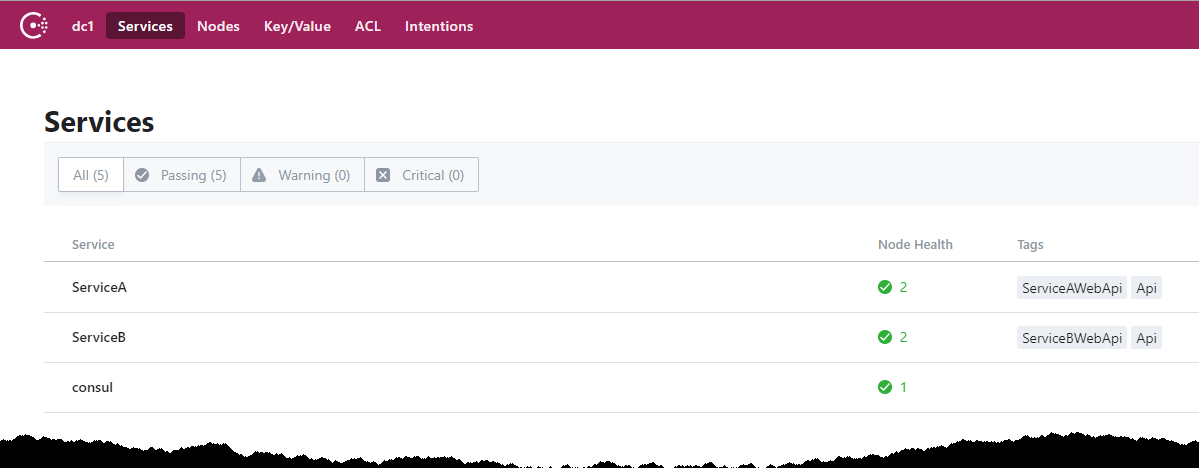 dc1 Services Nodes Key/Value ACL Intentions
Services
All (5) Passing (5) Warning (0) Critical (0)
Service Node Health Tags
ServiceA 2 ServiceAWebApi Api
ServiceB 2 ServiceBWebApi Api
consul 1